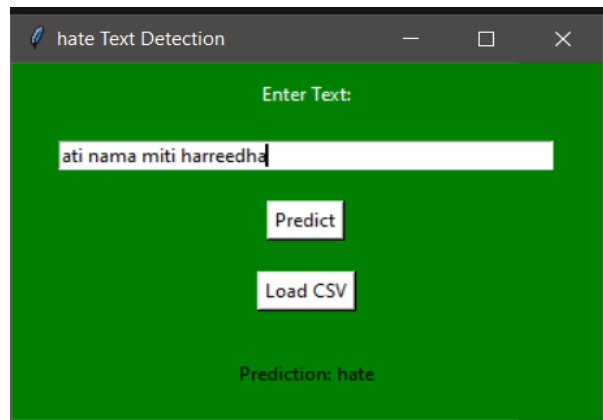 hate Text Detection
Enter Text:
ati nama miti harreedha
Predict
Load CSV
Prediction: hate